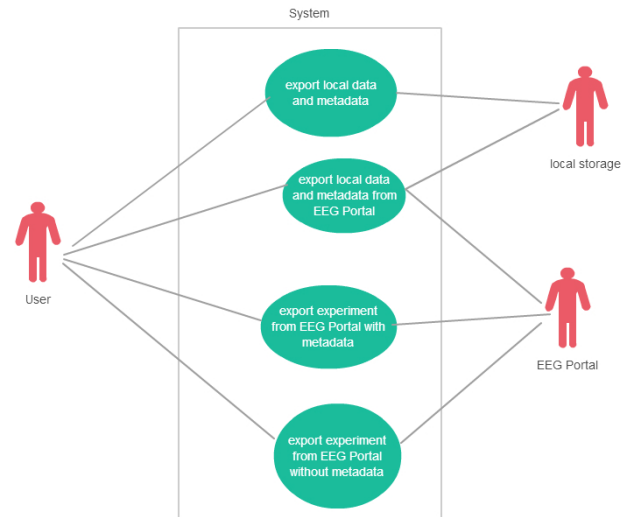 System
export local data
and metadata
local storage
export local data
and metadata from
EEG Portal
User
export experiment
from EEG Portal with
metadata
EEG Portal
export experiment
from EEG Portal
without metadata